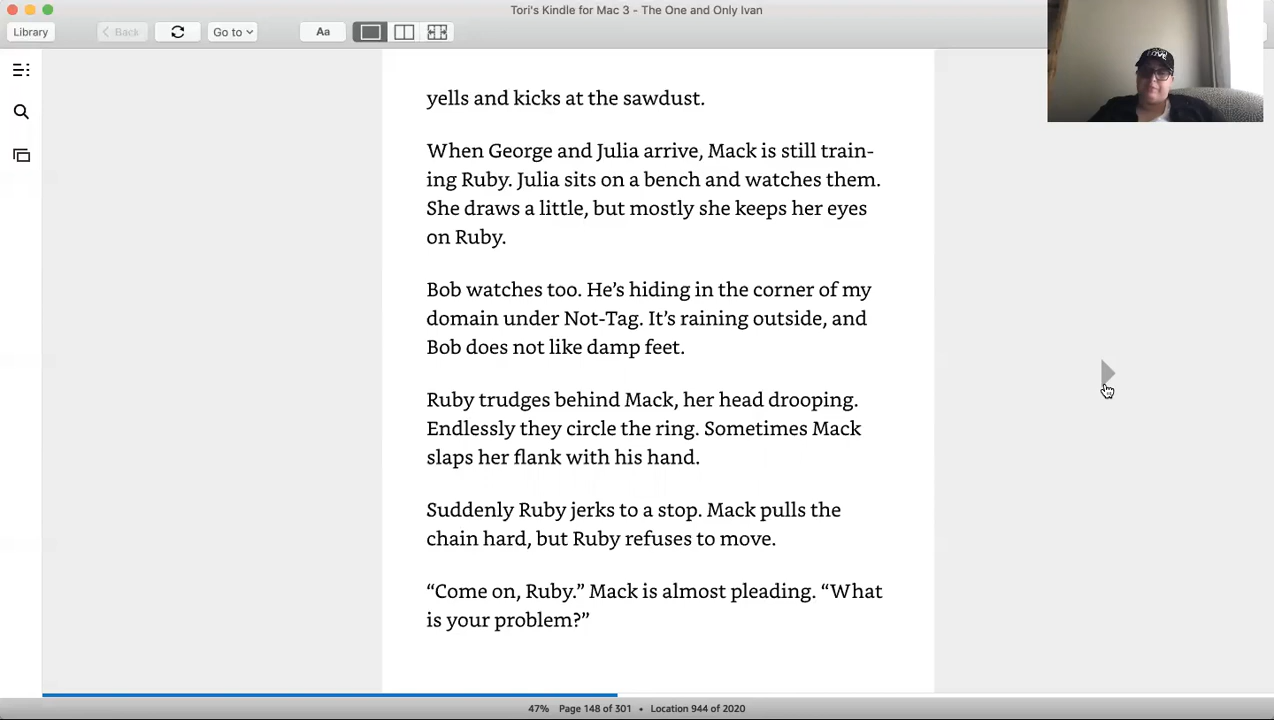 Tori's Kindle for Mac 3 - The One and Only Ivan
Library
Back
Go to
Aa
yells and kicks at the sawdust.
When George and Julia arrive, Mack is still train-
ing Ruby. Julia sits on a bench and watches them.
She draws a little, but mostly she keeps her eyes
on Ruby.
Bob watches too. He’s hiding in the corner of my
domain under Not-Tag. It’s raining outside, and
Bob does not like damp feet.
Ruby trudges behind Mack, her head drooping.
Endlessly they circle the ring. Sometimes Mack
slaps her flank with his hand.
Suddenly Ruby jerks to a stop. Mack pulls the
chain hard, but Ruby refuses to move.
“Come on, Ruby.” Mack is almost pleading. “What
is your problem?”
47% Page 148 of 301 • Location 944 of 2020